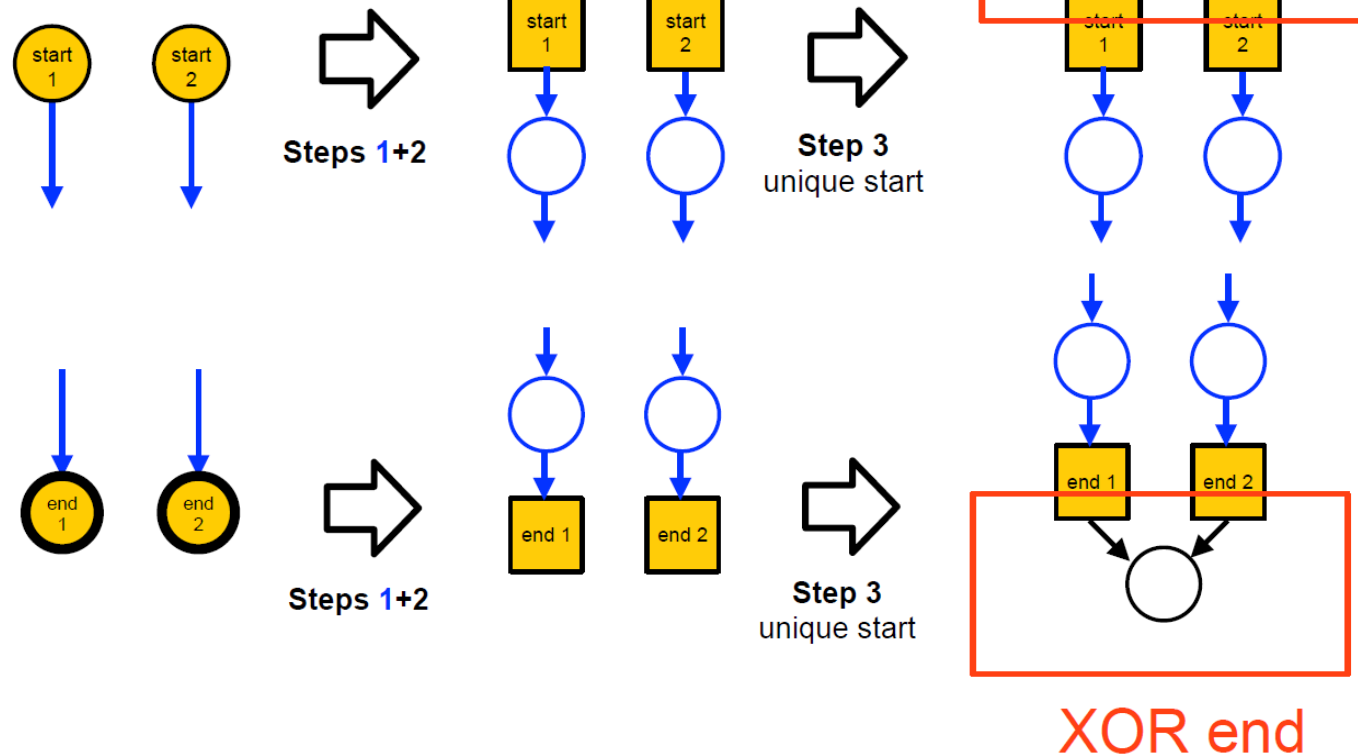 start
1
start
2
Steps 1+2
start
1
start
2
Step 3
unique start
start
1
start
2
end
1
end
2
Steps 1+2
end 1
end 2
Step 3
unique start
end 1
end 2
XOR end